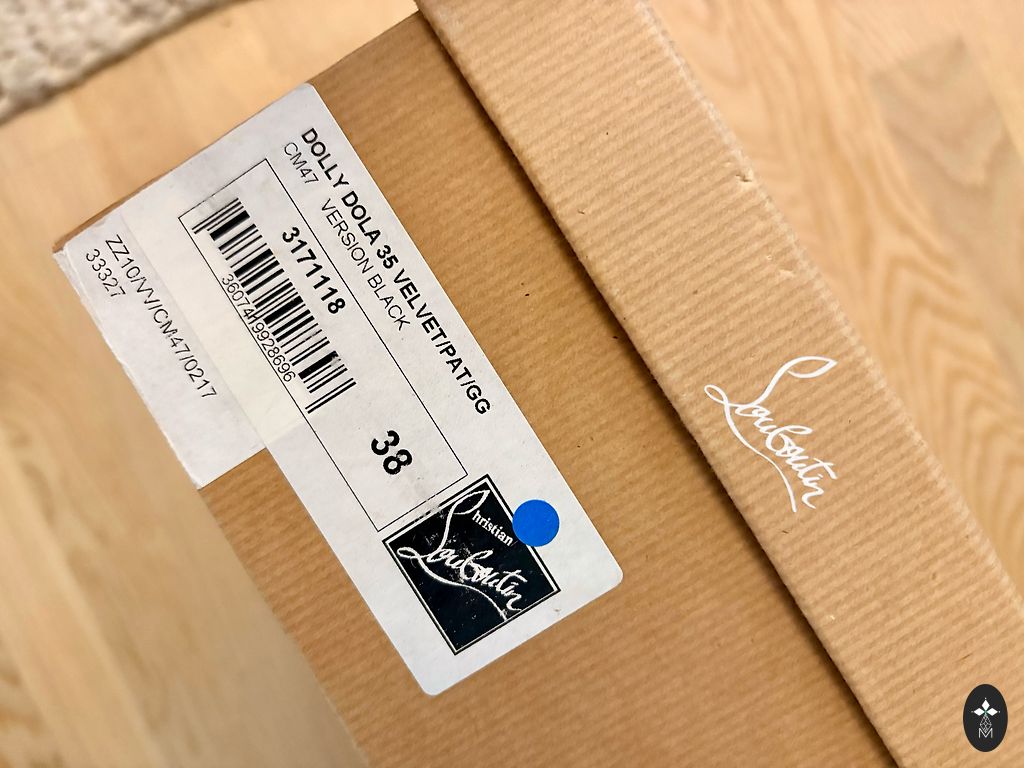 DOLLY DOLA 35 VELVET/PAT/GG
CM47 VERSION BLACK
3171118
3607419928696
38
ZZ10/VV/CM47/0217
33327
Christian
Louboutin
Louboutin
M